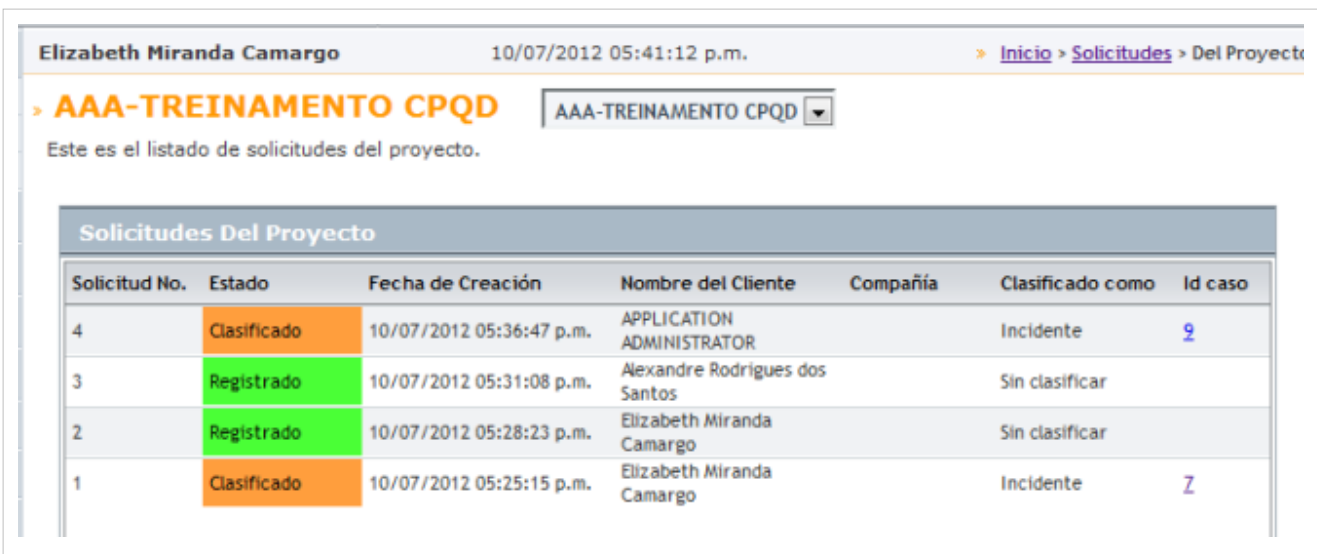 Elizabeth Miranda Camargo 10/07/2012 05:41:12 p.m. » Inicio > Solicitudes > Del Proyecto
» AAA-TREINAMENTO CPQD AAA-TREINAMENTO CPQD
Este es el listado de solicitudes del proyecto.
Solicitudes Del Proyecto
Solicitud No. Estado Fecha de Creación Nombre del Cliente Compañía Clasificado como Id caso
4 Clasificado 10/07/2012 05:36:47 p.m. APPLICATION ADMINISTRATOR Incidente 9
3 Registrado 10/07/2012 05:31:08 p.m. Alexandre Rodrigues dos Santos Sin clasificar
2 Registrado 10/07/2012 05:28:23 p.m. Elizabeth Miranda Camargo Sin clasificar
1 Clasificado 10/07/2012 05:25:15 p.m. Elizabeth Miranda Camargo Incidente 7